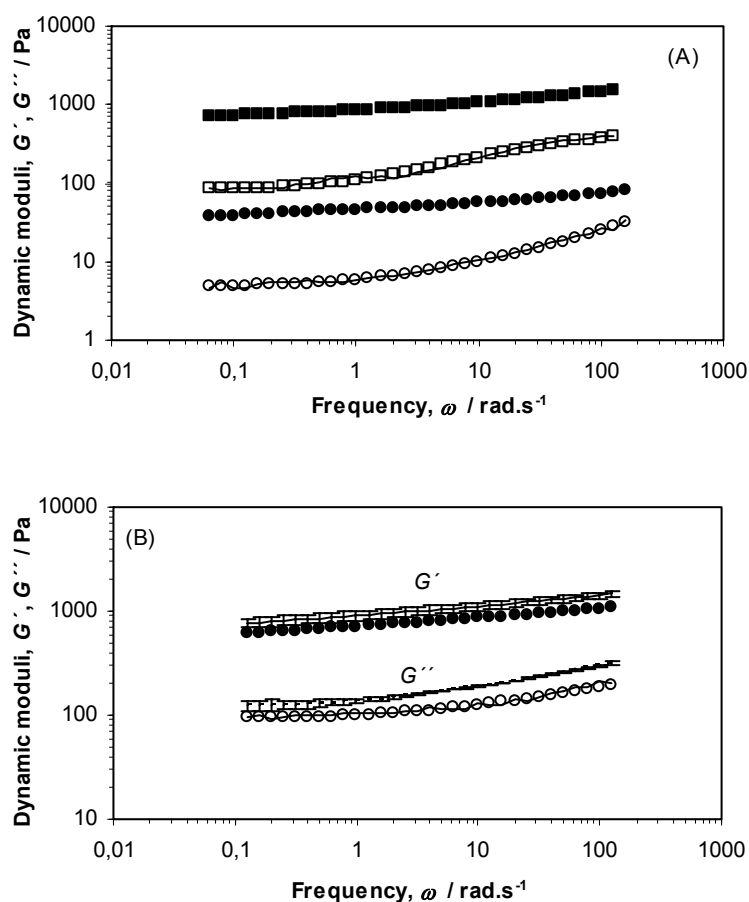 (A)
Dynamic moduli, G´, G´´ / Pa
10000
1000
100
10
1
0,01 0,1 1 10 100 1000
Frequency, ω / rad.s-1
(B)
Dynamic moduli, G´, G´´ / Pa
10000
1000
100
10
G´
G´´
0,01 0,1 1 10 100 1000
Frequency, ω / rad.s-1